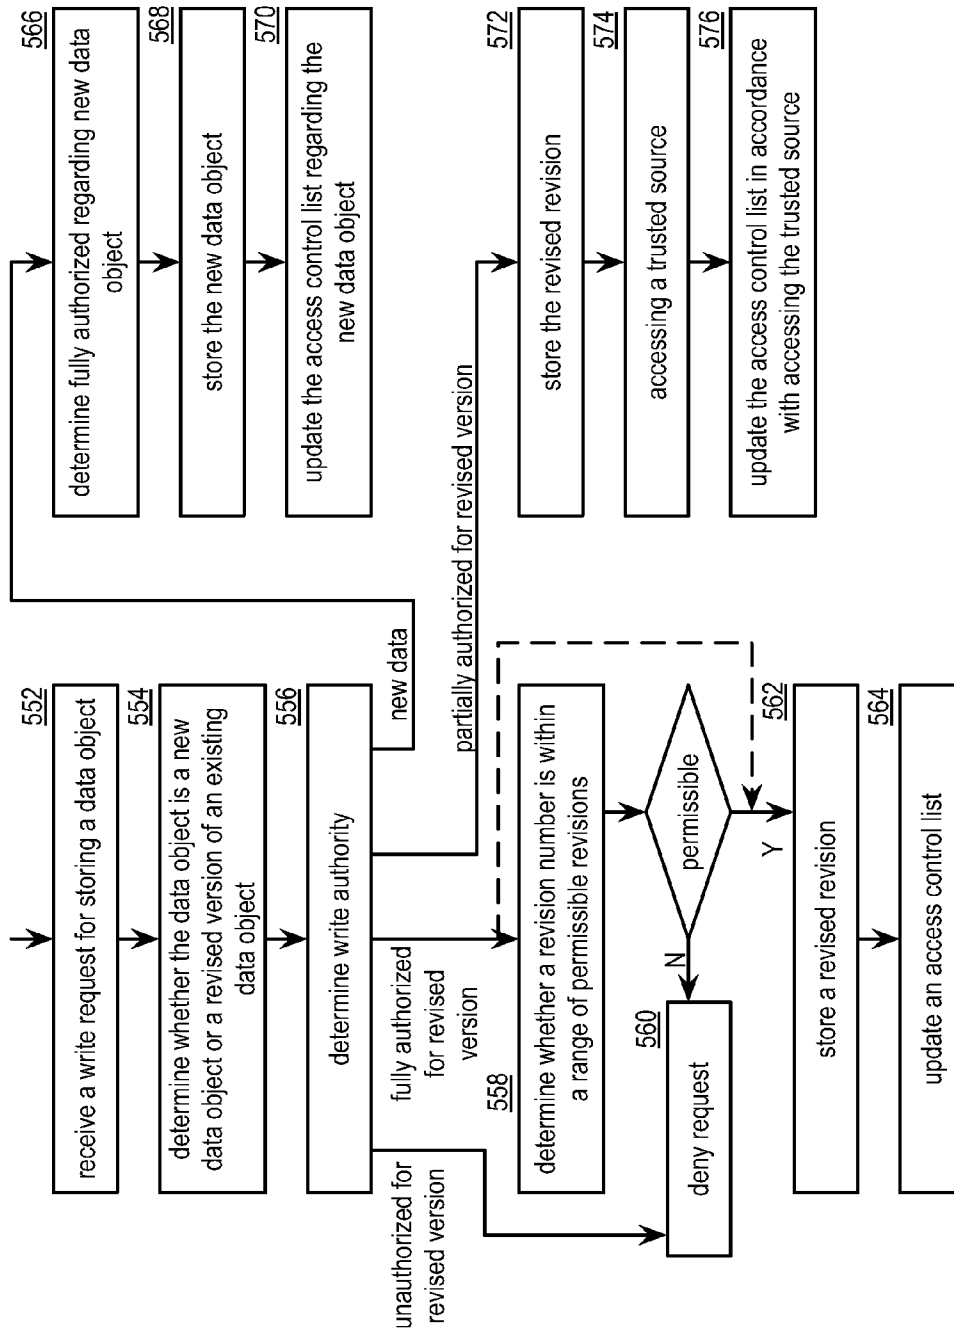 552
receive a write request for storing a data object
554
determine whether the data object is a new
data object or a revised version of an existing
data object
556
determine write authority
unauthorized for
revised version
fully authorized
for revised
version
partially authorized for revised version
new data
558
determine whether a revision number is within
a range of permissible revisions
permissible
N
Y
560
deny request
562
store a revised revision
564
update an access control list
566
determine fully authorized regarding new data
object
568
store the new data object
570
update the access control list regarding the
new data object
572
store the revised revision
574
accessing a trusted source
576
update the access control list in accordance
with accessing the trusted source